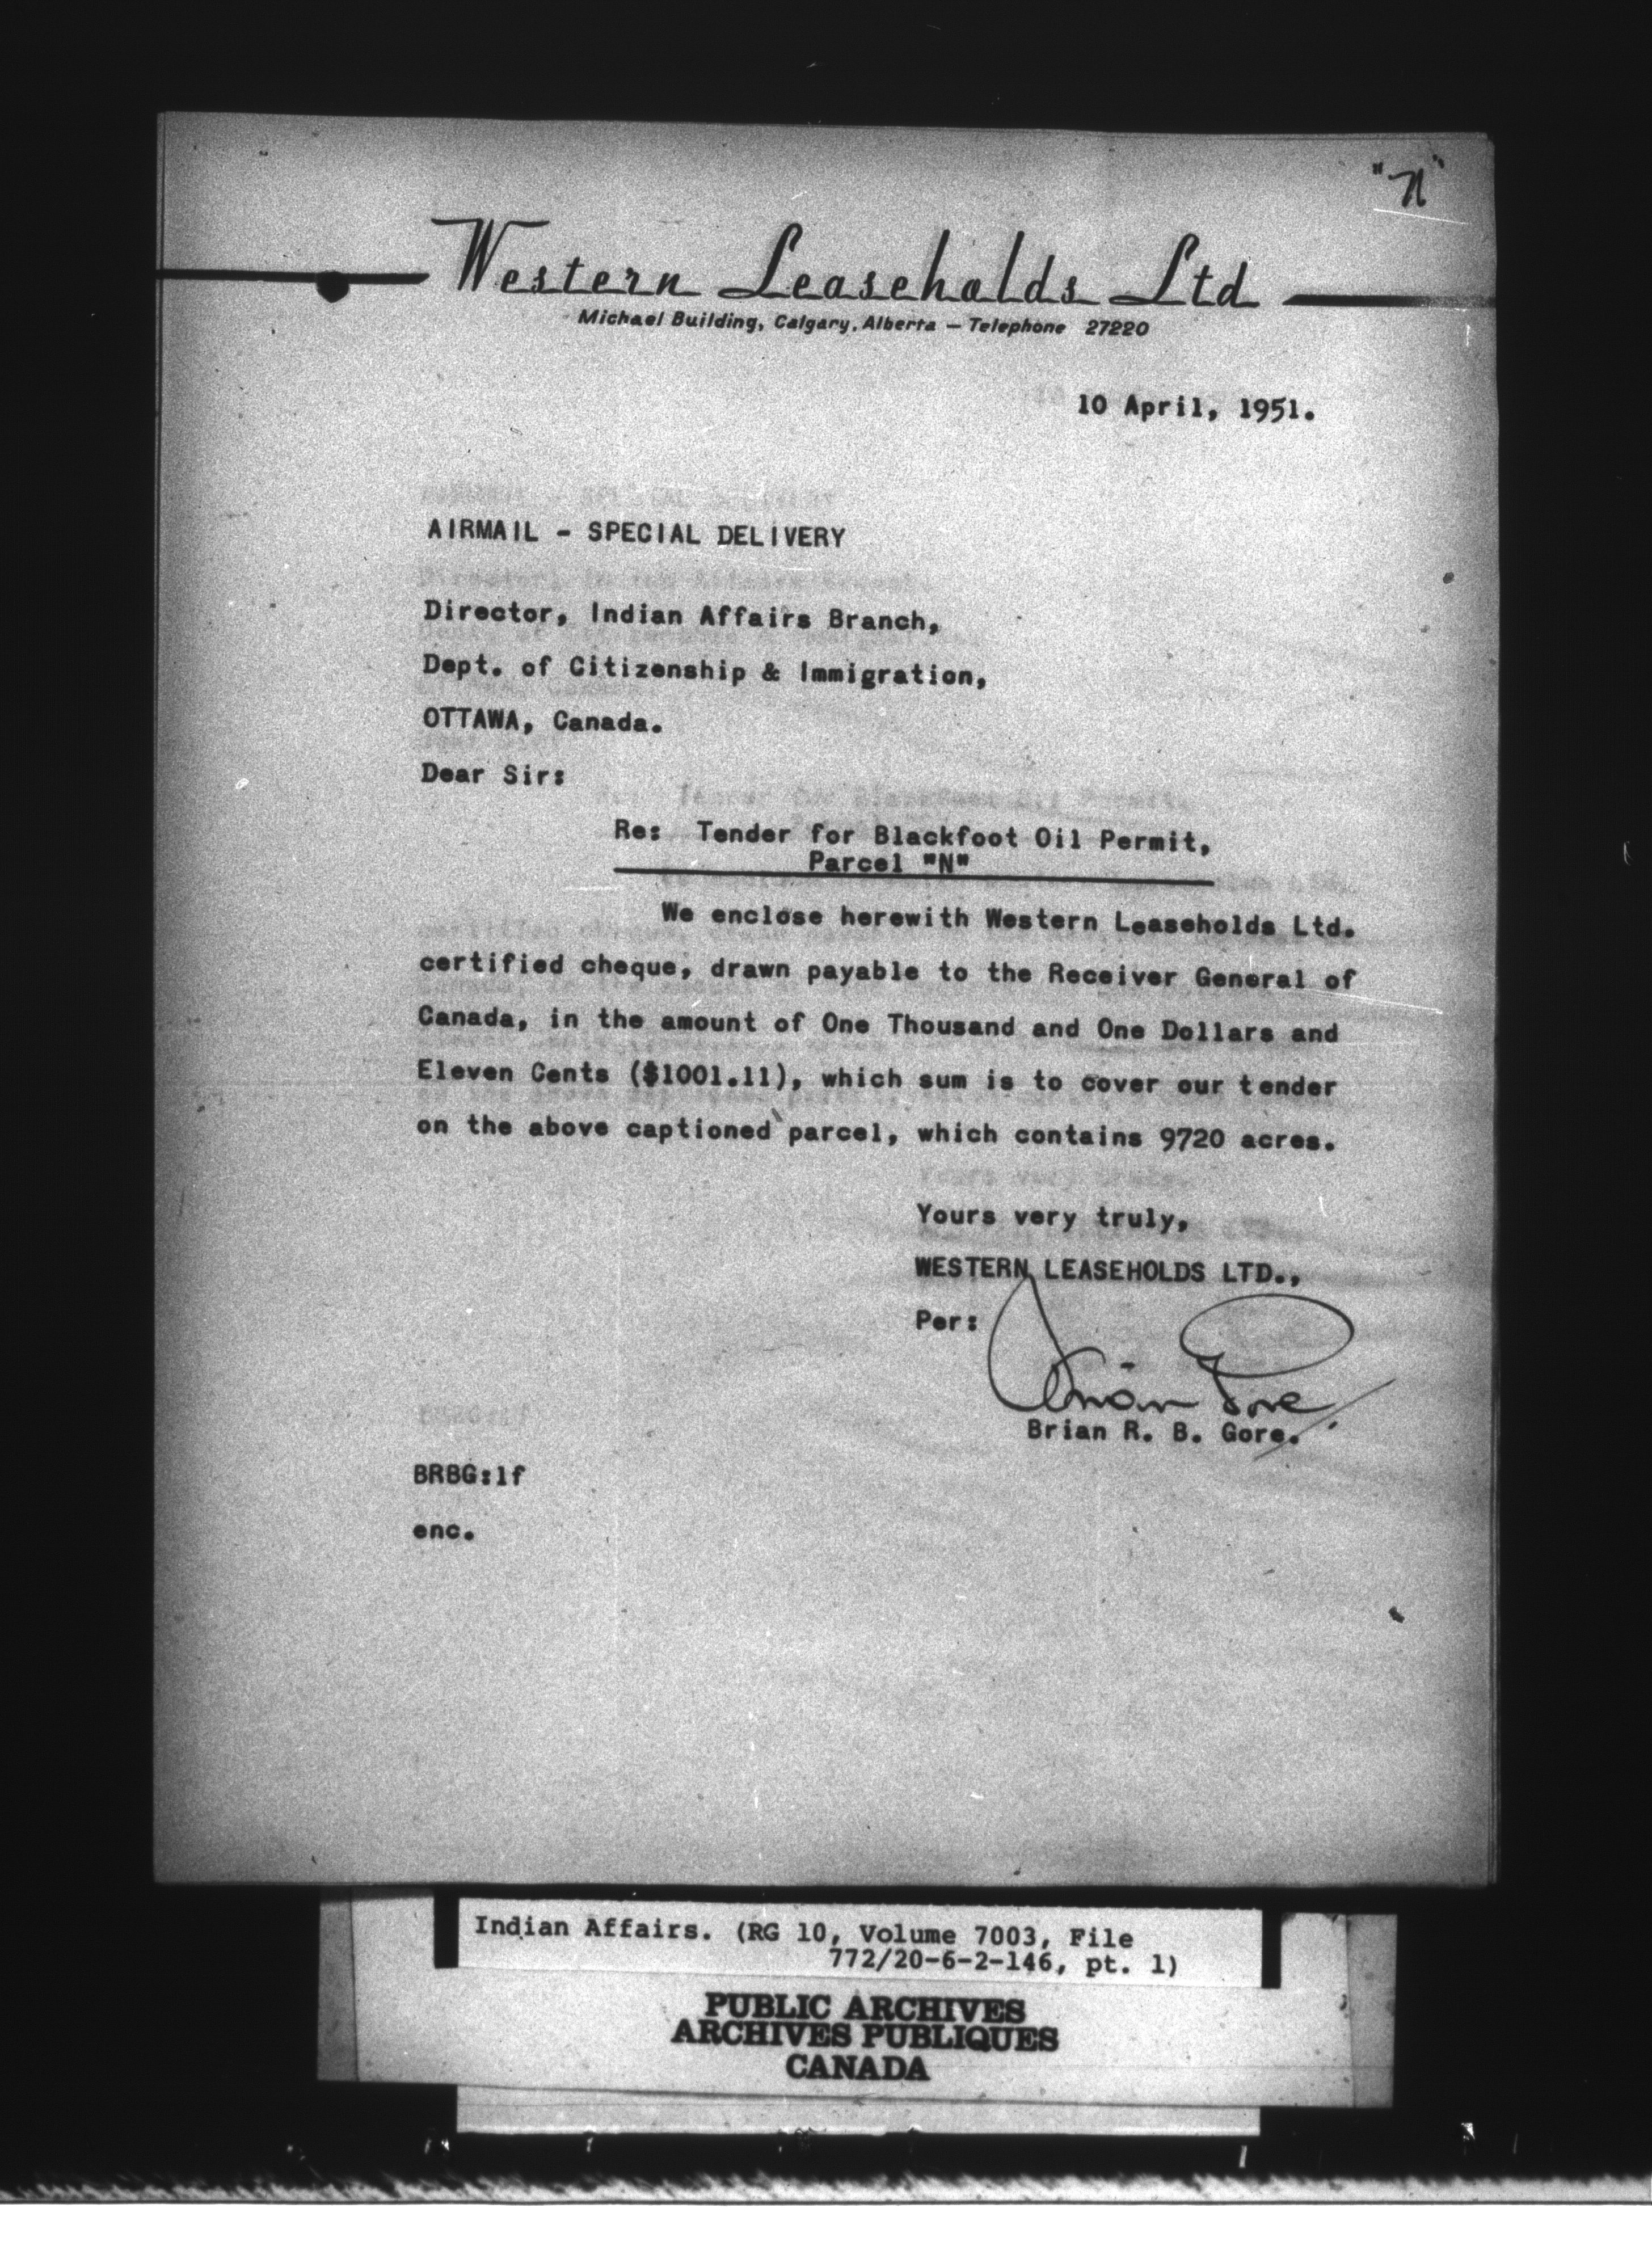 "N"
Western Leaseholds Ltd
Michael Building, Calgary, Alberta — Telephone 27220
10 April, 1951.
AIRMAIL - SPECIAL DELIVERY
Director, Indian Affairs Branch,
Dept. of Citizenship & Immigration,
OTTAWA, Canada.
Dear Sir:
Re: Tender for Blackfoot Oil Permit,
Parcel "N"
We enclose herewith Western Leaseholds Ltd.
certified cheque, drawn payable to the Receiver General of
Canada, in the amount of One Thousand and One Dollars and
Eleven Cents ($1001.11), which sum is to cover our tender
on the above captioned parcel, which contains 9720 acres.
Yours very truly,
WESTERN LEASEHOLDS LTD.,
Per:
Brian Gore
Brian R. B. Gore.
BRBG:lf
enc.
Indian Affairs. (RG 10, Volume 7003, File
772/20-6-2-146, pt. 1)
PUBLIC ARCHIVES
ARCHIVES PUBLIQUES
CANADA